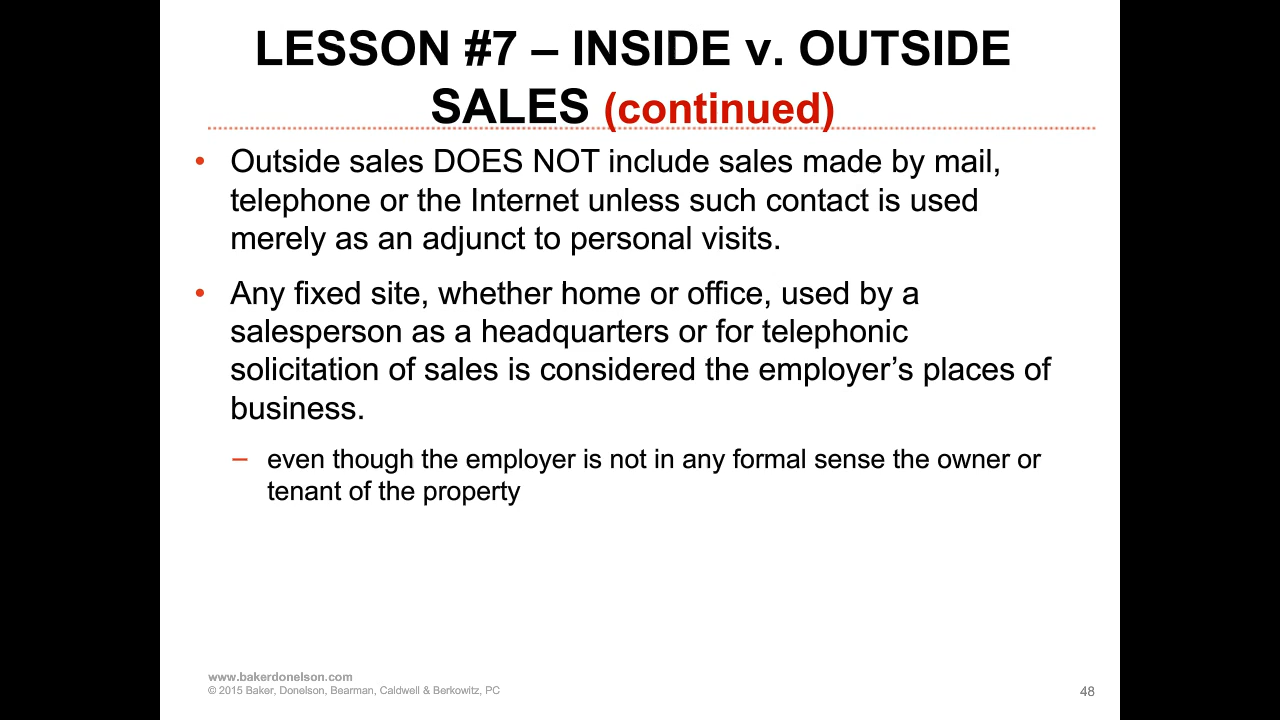 LESSON #7 – INSIDE v. OUTSIDE
SALES (continued)
• Outside sales DOES NOT include sales made by mail,
telephone or the Internet unless such contact is used
merely as an adjunct to personal visits.
• Any fixed site, whether home or office, used by a
salesperson as a headquarters or for telephonic
solicitation of sales is considered the employer’s places of
business.
– even though the employer is not in any formal sense the owner or
tenant of the property
www.bakerdonelson.com
© 2015 Baker, Donelson, Bearman, Caldwell & Berkowitz, PC
48